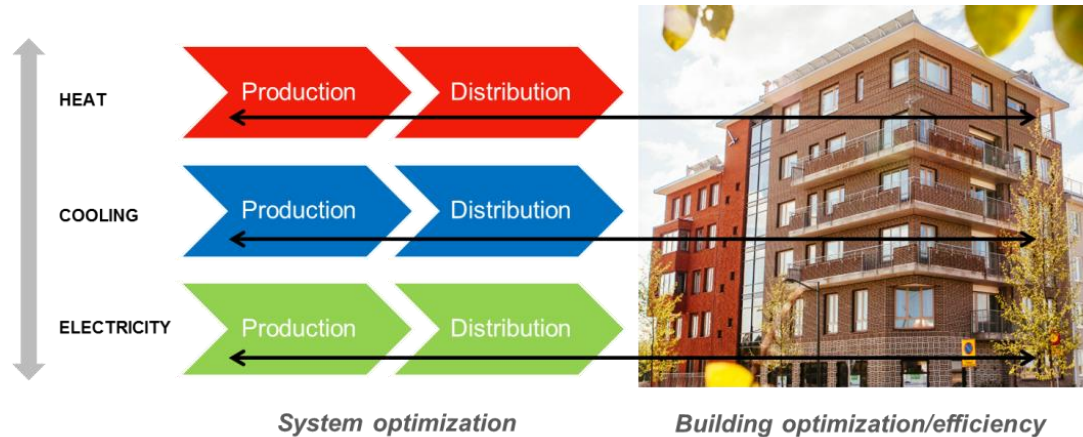 HEAT
Production
Distribution
COOLING
Production
Distribution
ELECTRICITY
Production
Distribution
System optimization
Building optimization/efficiency